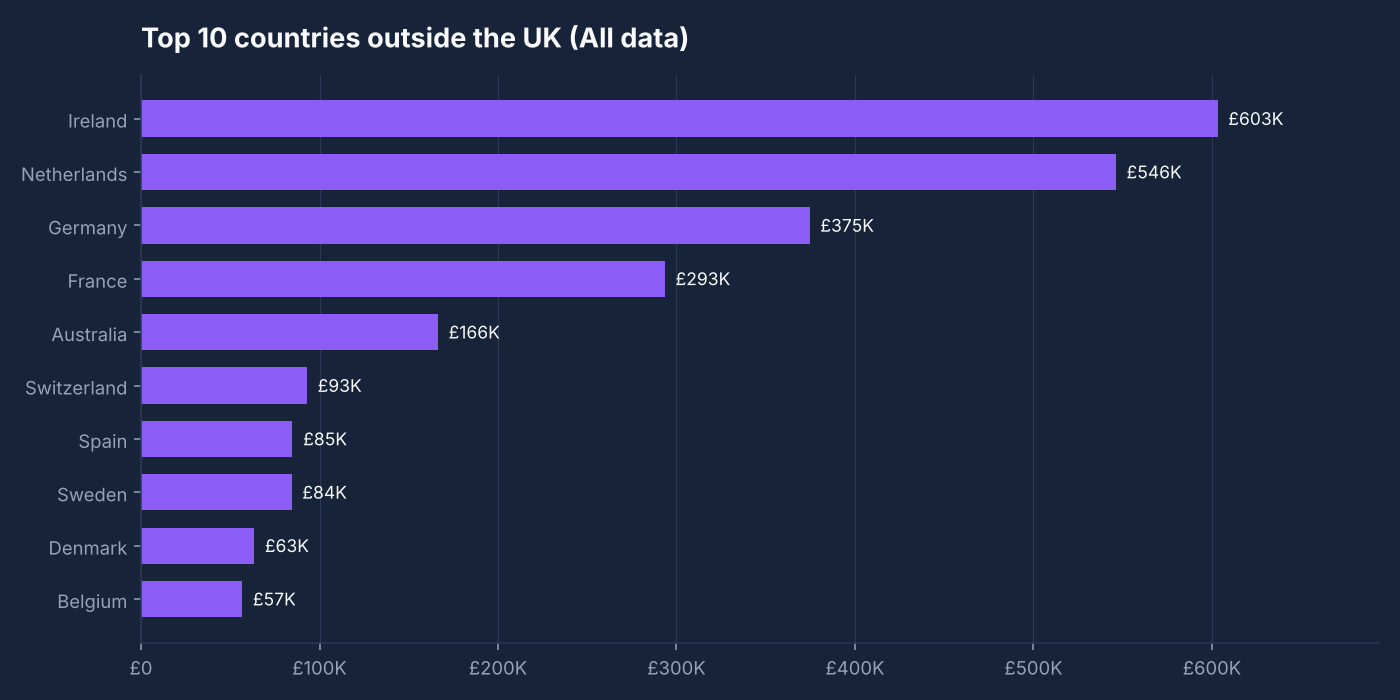 Top 10 countries outside the UK (All data)
Ireland £603K
Netherlands £546K
Germany £375K
France £293K
Australia £166K
Switzerland £93K
Spain £85K
Sweden £84K
Denmark £63K
Belgium £57K
£0 £100K £200K £300K £400K £500K £600K